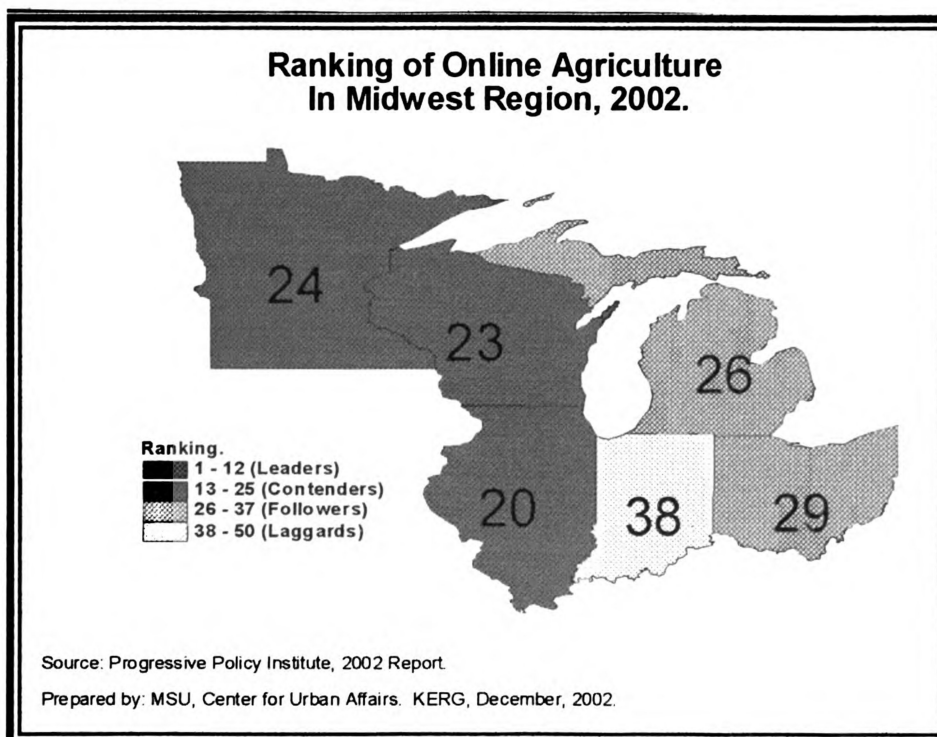 Ranking of Online Agriculture
In Midwest Region, 2002.
24
23
26
20
38
29
Ranking.
1 - 12 (Leaders)
13 - 25 (Contenders)
26 - 37 (Followers)
38 - 50 (Laggards)
Source: Progressive Policy Institute, 2002 Report.
Prepared by: MSU, Center for Urban Affairs. KERG, December, 2002.